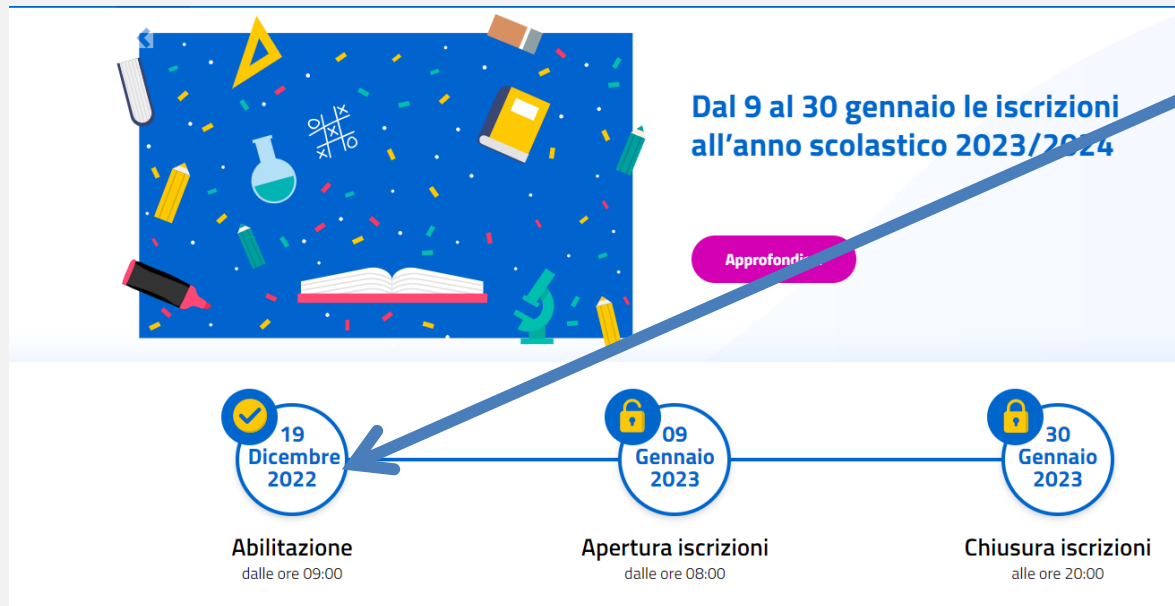 Dal 9 al 30 gennaio le iscrizioni
all'anno scolastico 2023/2024
19
Dicembre
2022
09
Gennaio
2023
30
Gennaio
2023
Abilitazione
dalle ore 09:00
Apertura iscrizioni
dalle ore 08:00
Chiusura iscrizioni
alle ore 20:00